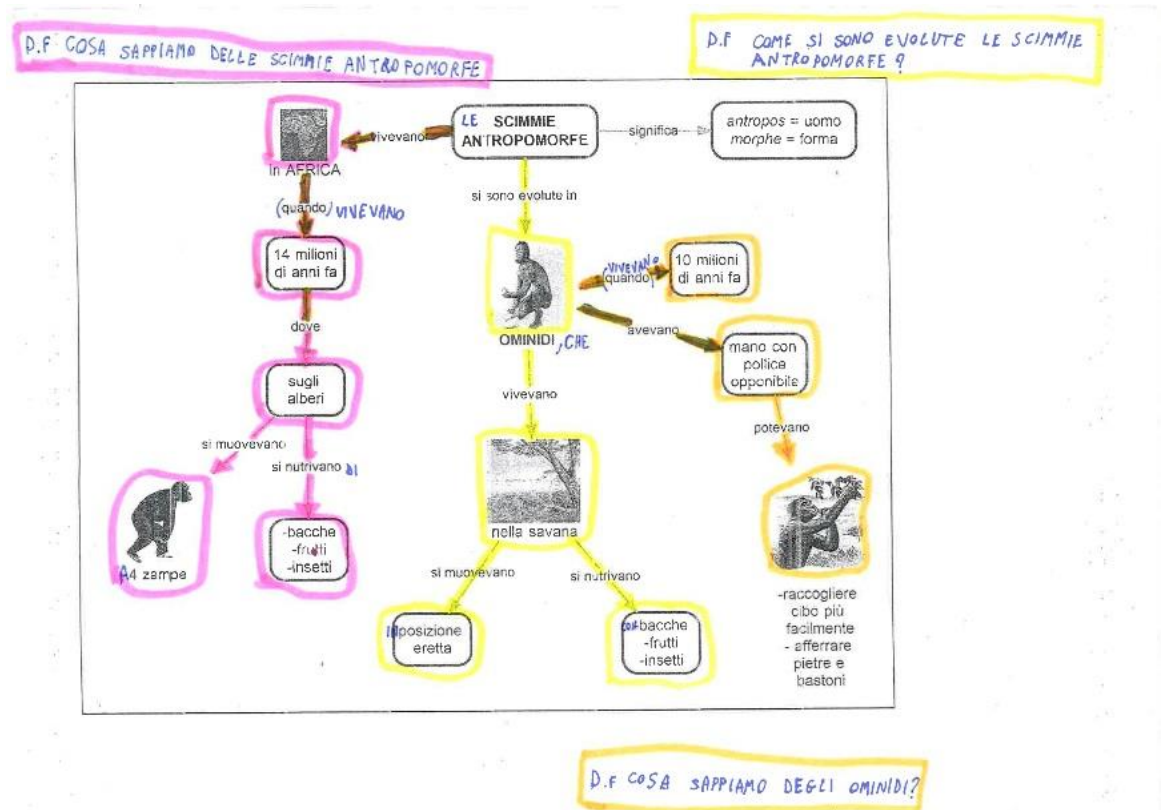 D.F COSA SAPPIAMO DELLE SCIMMIE ANTROPOMORFE
D.F COME SI SONO EVOLUTE LE SCIMMIE
ANTROPOMORFE?
LE SCIMMIE
ANTROPOMORFE
vivevano
in AFRICA
significa
antropos = uomo
morphe = forma
(quando) VIVEVANO
14 milioni
di anni fa
dove
sugli
alberi
si muovevano
A4 zampe
si nutrivano DI
-bacche
-frutti
-insetti
si sono evolute in
OMINIDI, CHE
(VIVEVANO
quando)
10 milioni
di anni fa
avevano
mano con
pollice
opponibile
potevano
-raccogliere
cibo più
facilmente
- afferrare
pietre e
bastoni
vivevano
nella savana
si muovevano
INposizione
eretta
si nutrivano
CON-bacche
-frutti
-insetti
D.F COSA SAPPIAMO DEGLI OMINIDI?